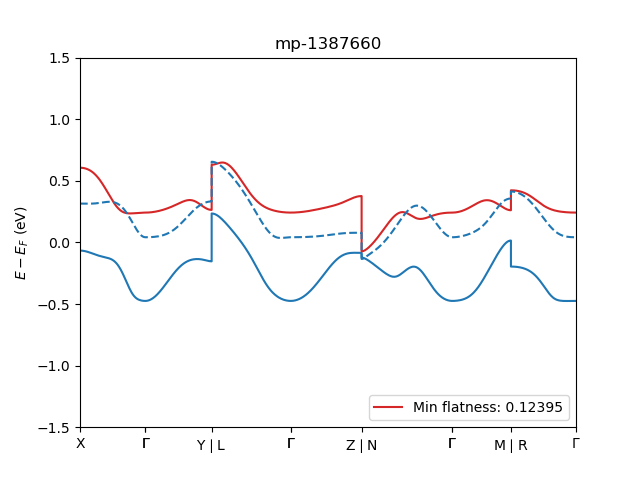 mp-1387660
1.5
1.0
0.5
0.0
−0.5
−1.0
−1.5
E − E_F (eV)
Min flatness: 0.12395
X Γ Y | L Γ Z | N Γ M | R Γ